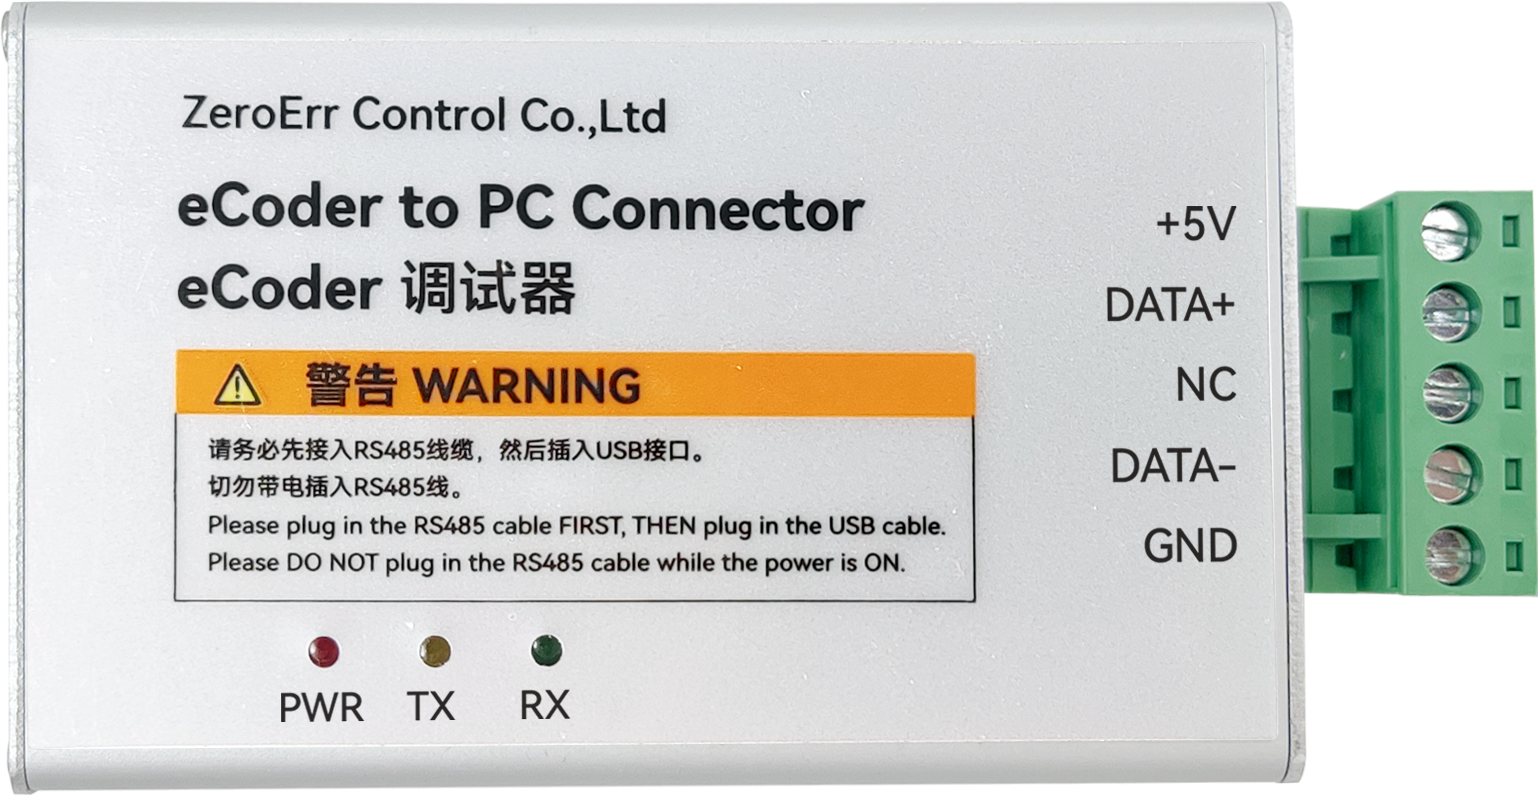 ZeroErr Control Co.,Ltd
eCoder to PC Connector
eCoder 调试器
警告 WARNING
请务必先接入RS485线缆，然后插入USB接口。
切勿带电插入RS485线。
Please plug in the RS485 cable FIRST, THEN plug in the USB cable.
Please DO NOT plug in the RS485 cable while the power is ON.
PWR TX RX
+5V
DATA+
NC
DATA-
GND